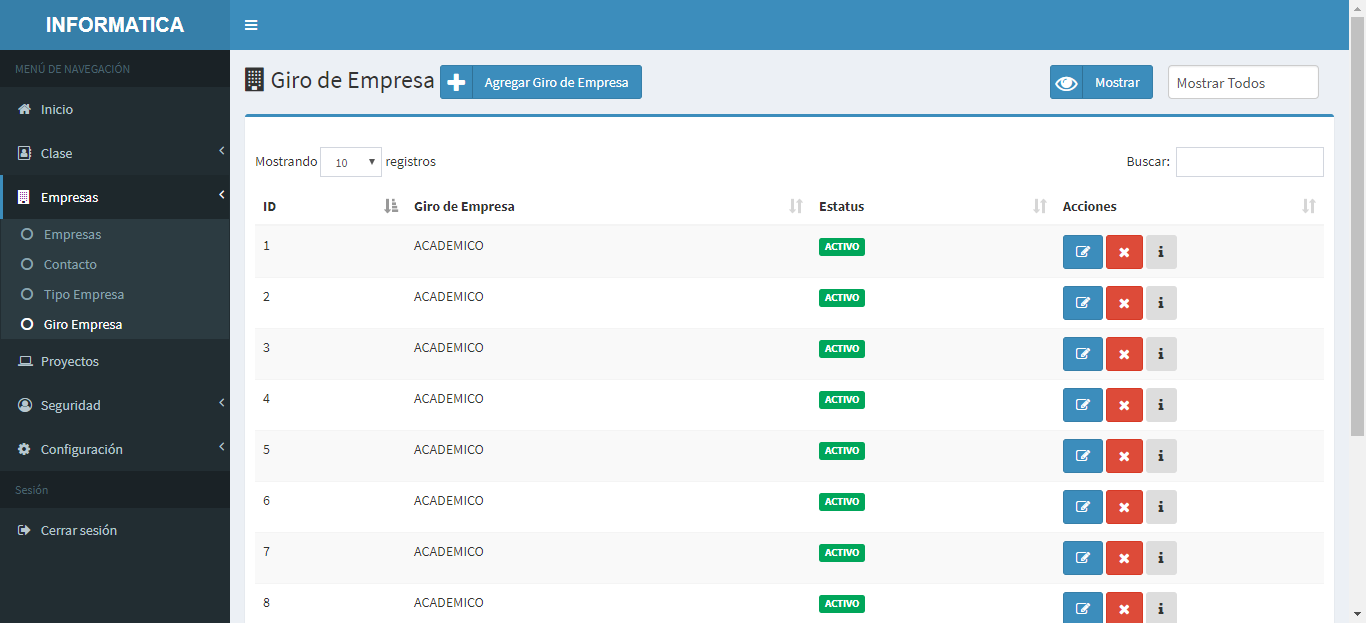 INFORMATICA
MENÚ DE NAVEGACIÓN
Inicio
Clase
Empresas
Empresas
Contacto
Tipo Empresa
Giro Empresa
Proyectos
Seguridad
Configuración
Sesión
Cerrar sesión
Giro de Empresa Agregar Giro de Empresa Mostrar Mostrar Todos
Mostrando 10 registros Buscar:
ID Giro de Empresa Estatus Acciones
1 ACADEMICO ACTIVO
2 ACADEMICO ACTIVO
3 ACADEMICO ACTIVO
4 ACADEMICO ACTIVO
5 ACADEMICO ACTIVO
6 ACADEMICO ACTIVO
7 ACADEMICO ACTIVO
8 ACADEMICO ACTIVO